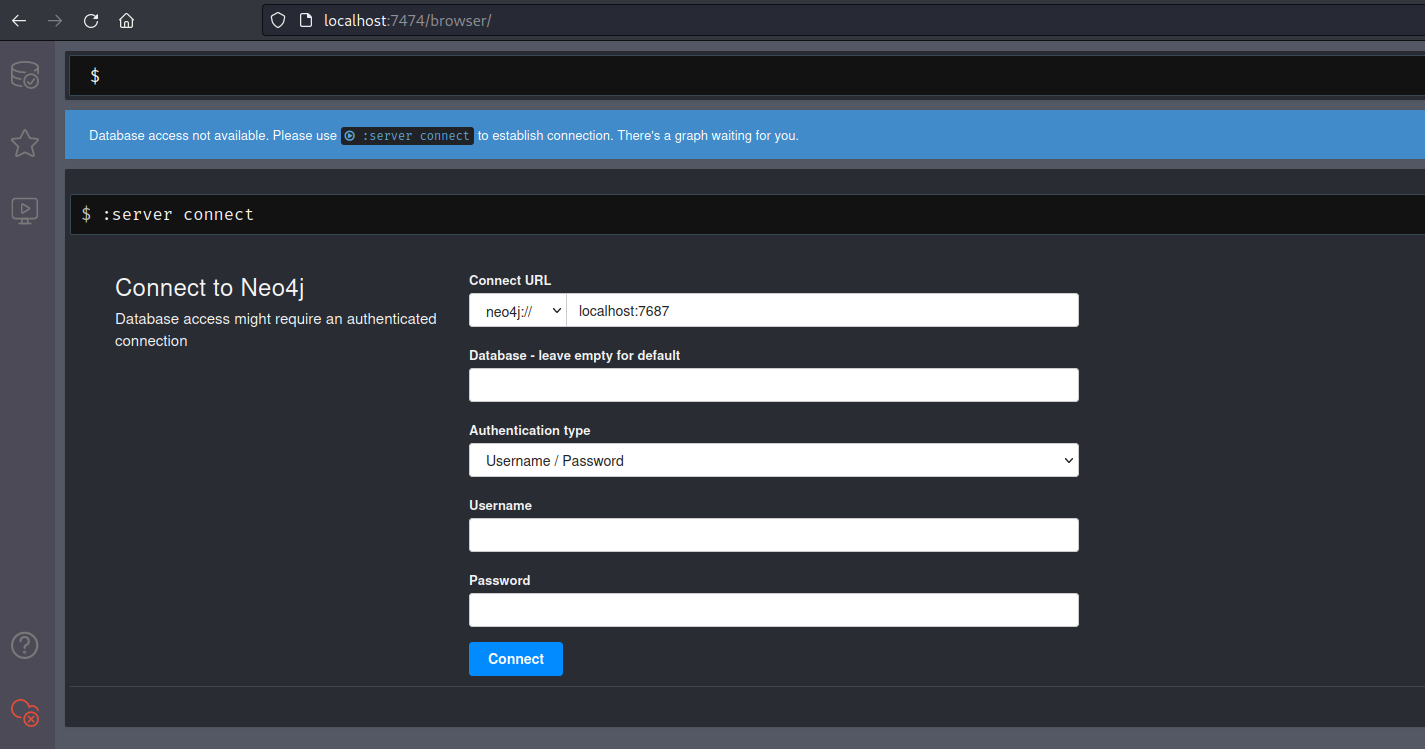 localhost:7474/browser/
$
Database access not available. Please use :server connect to establish connection. There's a graph waiting for you.
$ :server connect
Connect to Neo4j
Database access might require an authenticated
connection
Connect URL
neo4j:// localhost:7687
Database - leave empty for default
Authentication type
Username / Password
Username
Password
Connect